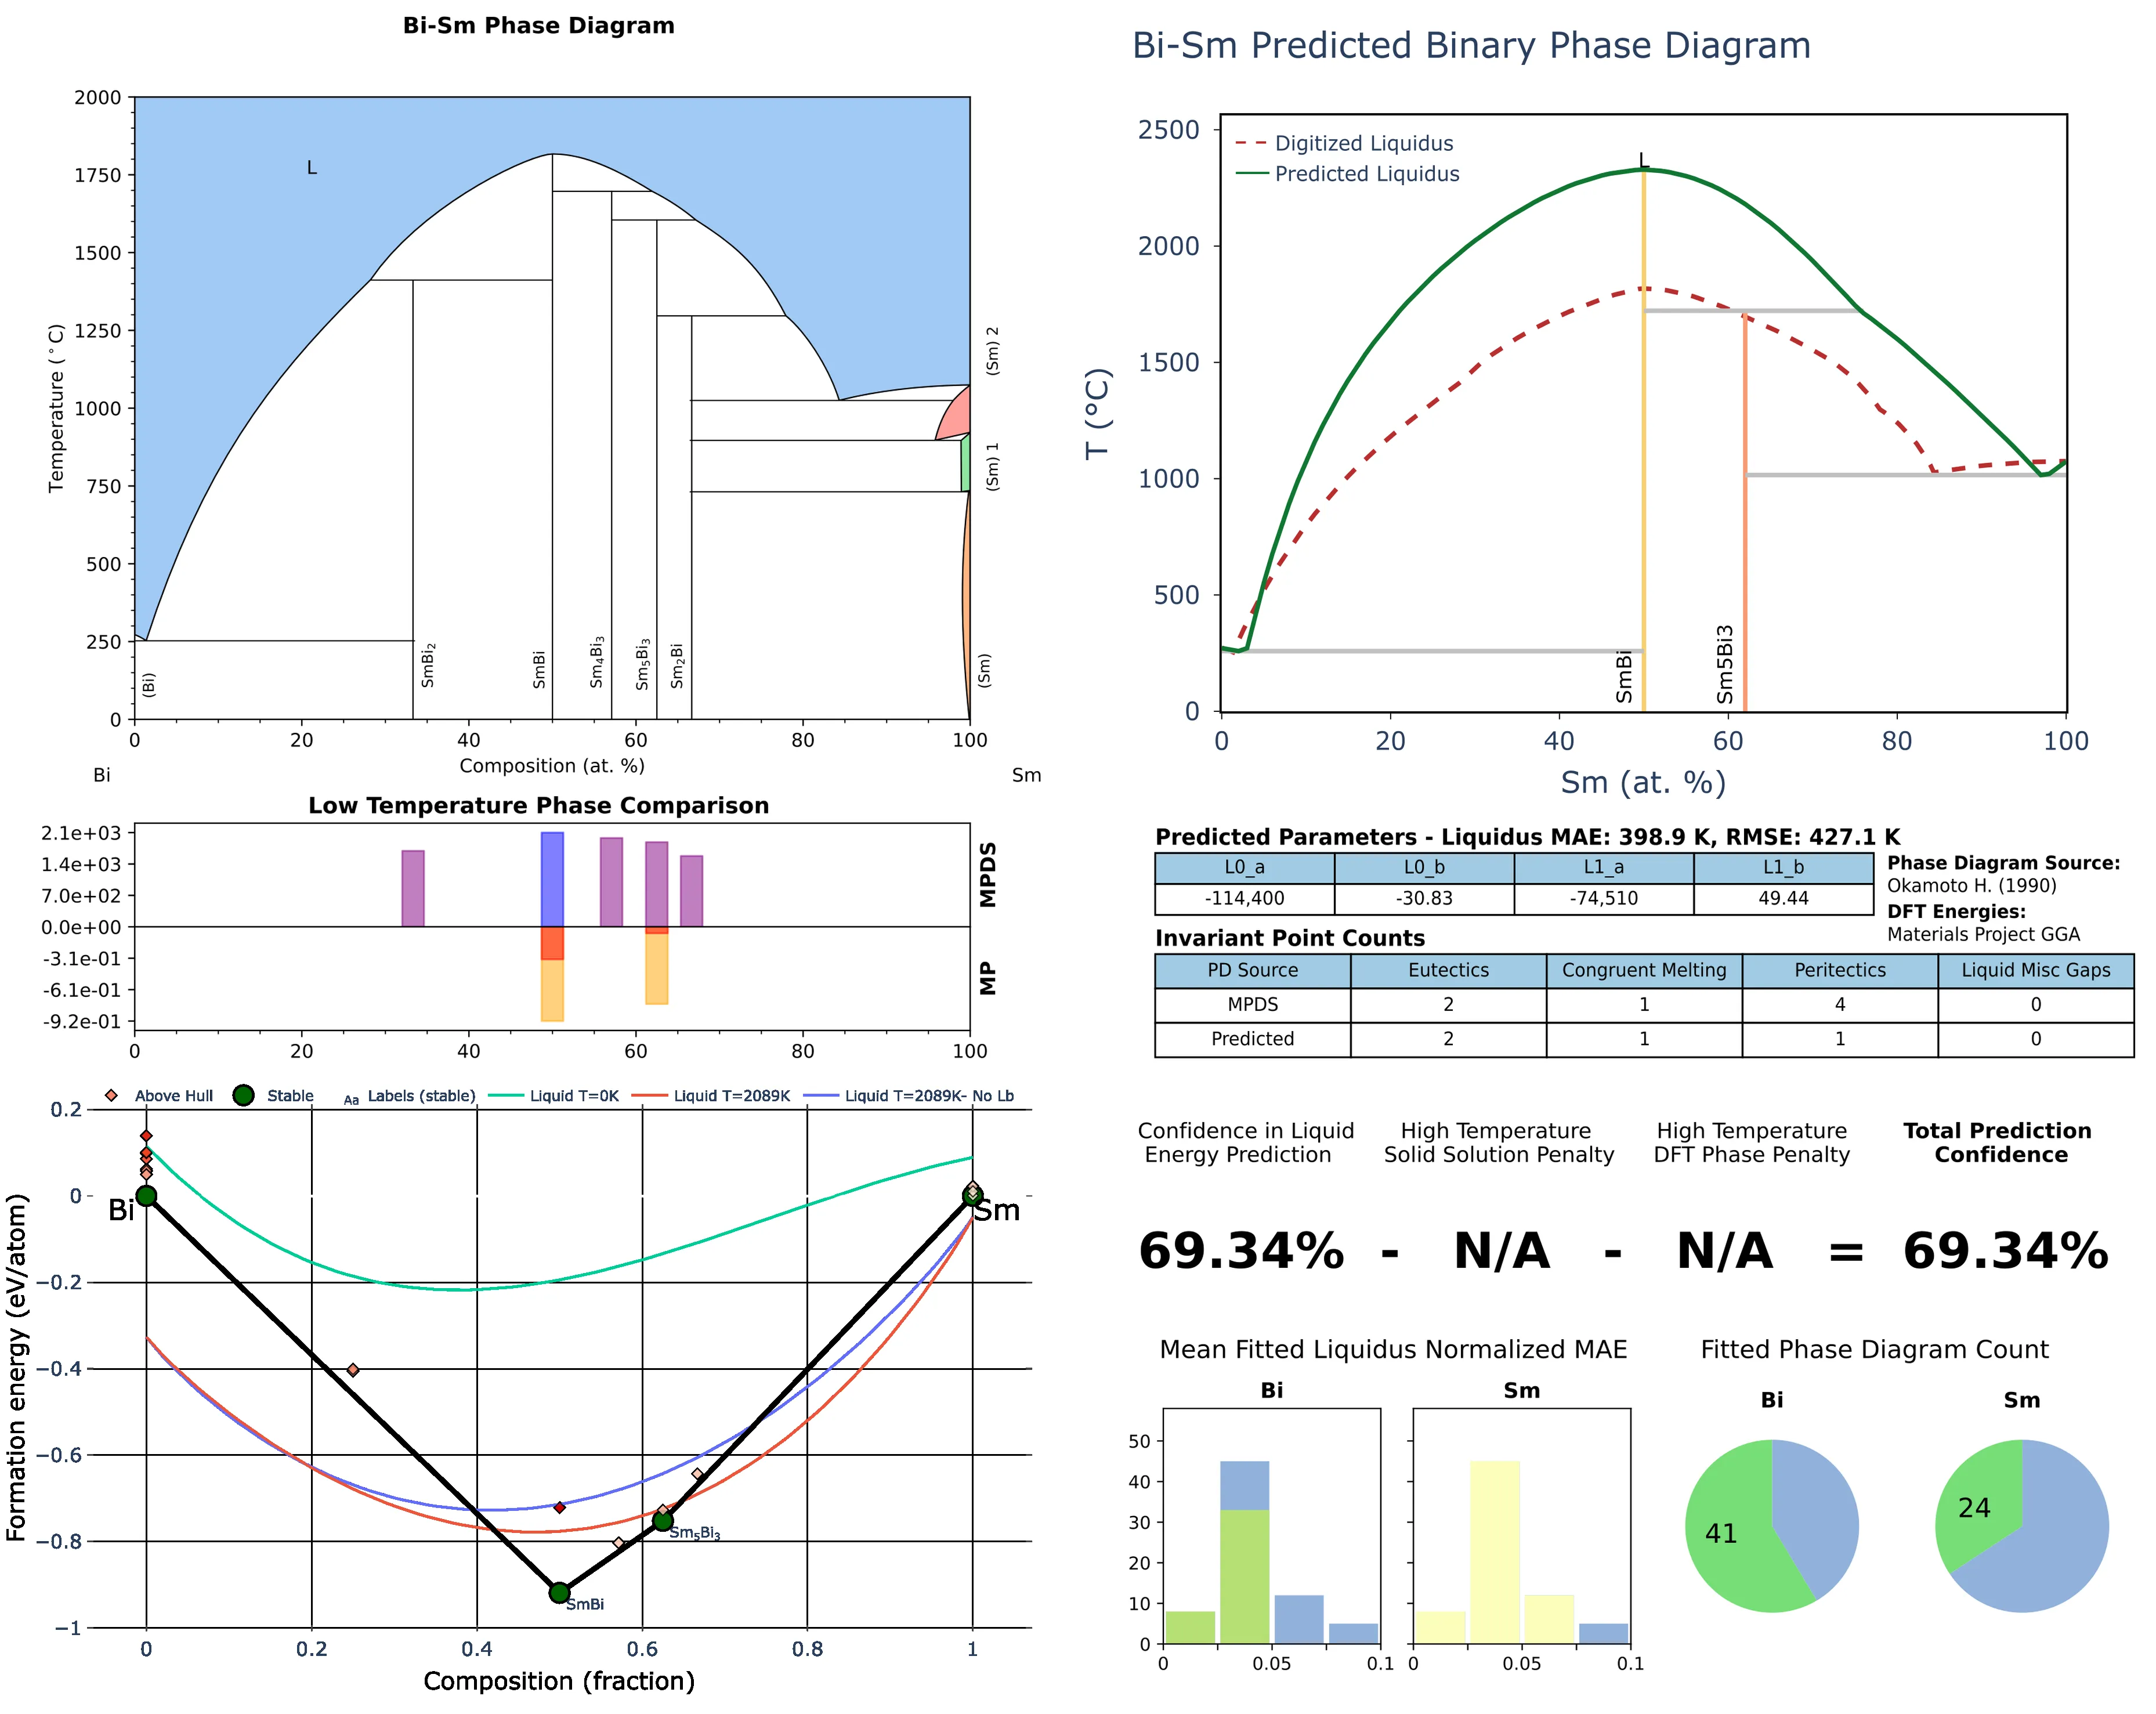 Bi-Sm Phase Diagram
2000
1750
1500
1250
1000
750
500
250
0
Temperature (°C)
L
(Bi)
SmBi₂
SmBi
Sm₄Bi₃
Sm₅Bi₃
Sm₂Bi
(Sm)
(Sm) 1
(Sm) 2
0 20 40 60 80 100
Composition (at. %)
Bi Sm
Low Temperature Phase Comparison
2.1e+03
1.4e+03
7.0e+02
0.0e+00
-3.1e-01
-6.1e-01
-9.2e-01
MPDS
MP
0 20 40 60 80 100
Above Hull Stable Aa Labels (stable) Liquid T=0K Liquid T=2089K Liquid T=2089K- No Lb
0.2
0
−0.2
−0.4
−0.6
−0.8
−1
Formation energy (eV/atom)
Bi
Sm
Sm₅Bi₃
SmBi
0 0.2 0.4 0.6 0.8 1
Composition (fraction)
Bi-Sm Predicted Binary Phase Diagram
2500
2000
1500
1000
500
0
T (°C)
Digitized Liquidus
Predicted Liquidus
L
SmBi
Sm5Bi3
0 20 40 60 80 100
Sm (at. %)
Predicted Parameters - Liquidus MAE: 398.9 K, RMSE: 427.1 K
L0_a L0_b L1_a L1_b
-114,400 -30.83 -74,510 49.44
Phase Diagram Source:
Okamoto H. (1990)
DFT Energies:
Materials Project GGA
Invariant Point Counts
PD Source Eutectics Congruent Melting Peritectics Liquid Misc Gaps
MPDS 2 1 4 0
Predicted 2 1 1 0
Confidence in Liquid
Energy Prediction
High Temperature
Solid Solution Penalty
High Temperature
DFT Phase Penalty
Total Prediction
Confidence
69.34% - N/A - N/A = 69.34%
Mean Fitted Liquidus Normalized MAE
Bi
Sm
50
40
30
20
10
0
0 0.05 0.1
0 0.05 0.1
Fitted Phase Diagram Count
Bi
Sm
41
24